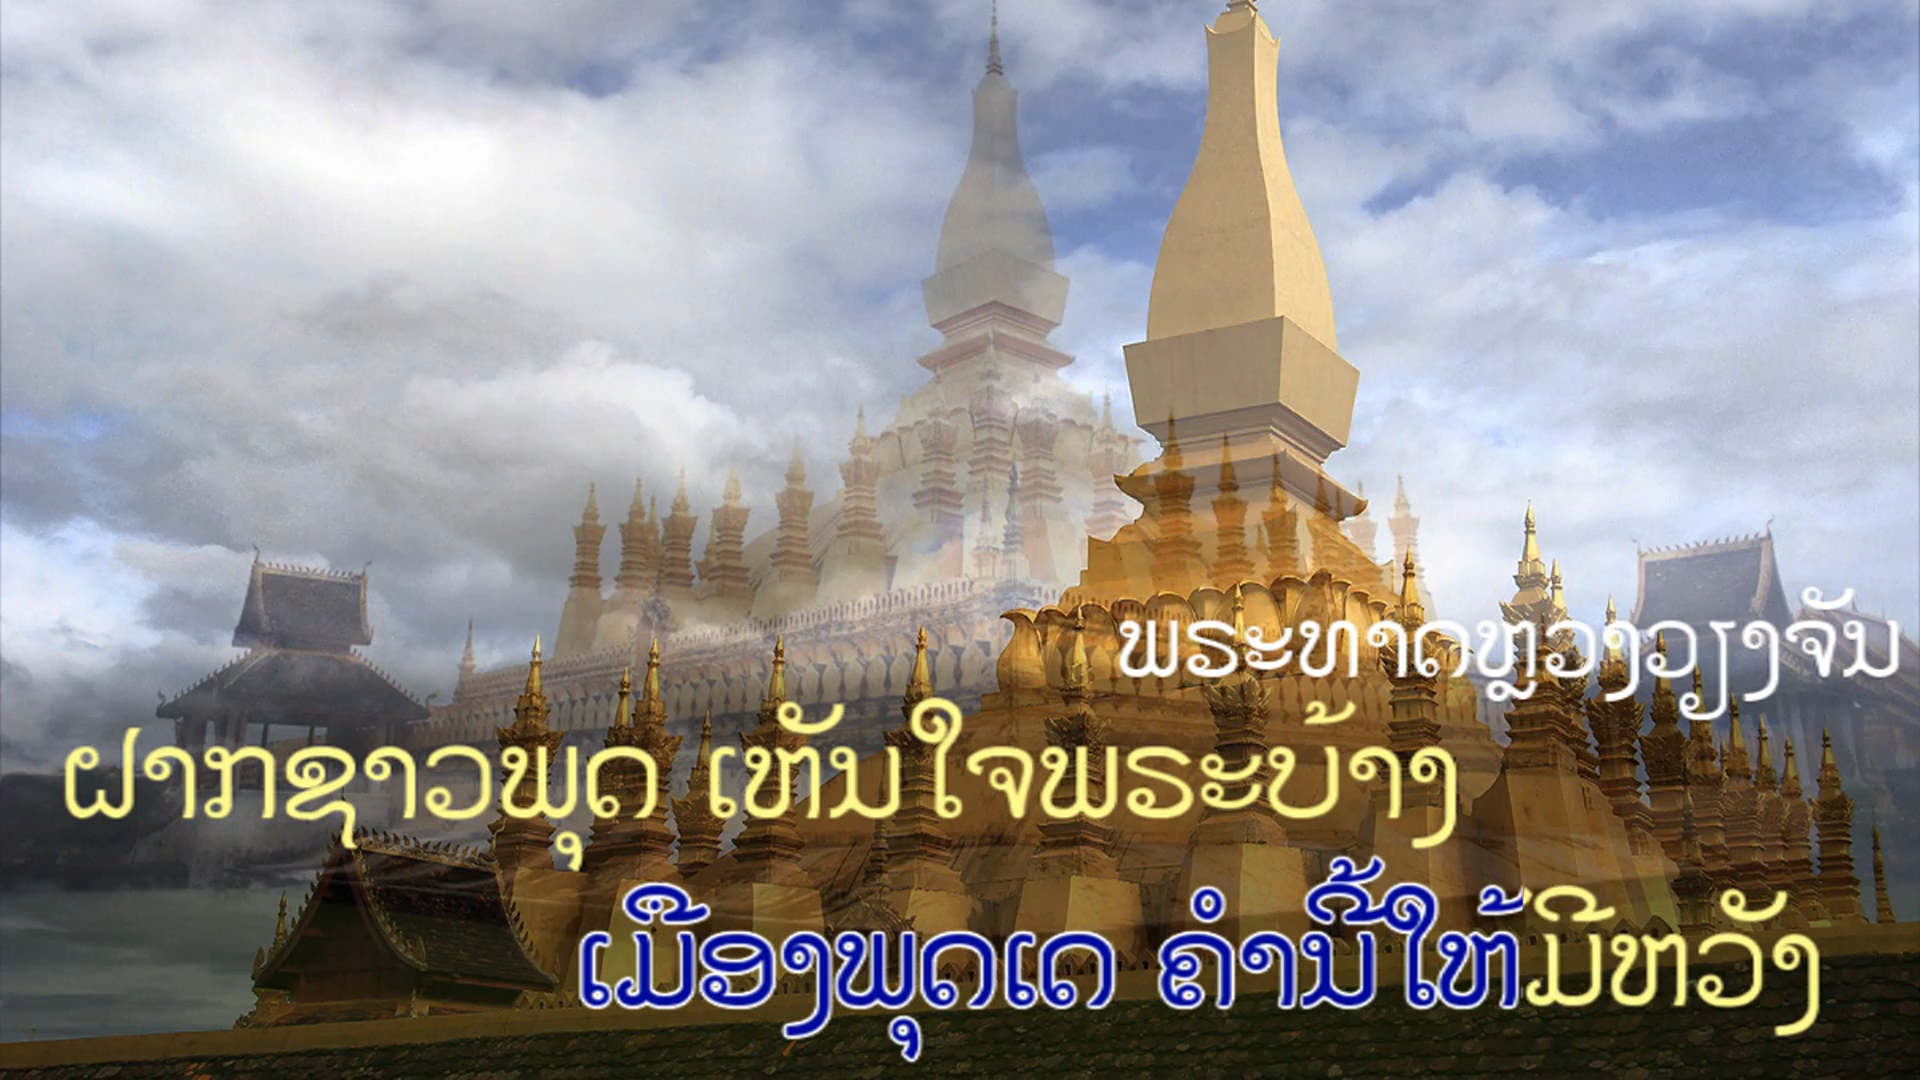 ພຣະທາດຫຼວງວຽງຈັນ
ຝາກຊາວພຸດ ເຫັນໃຈພຣະບ້າງ
ເມືອງພຸດເດ ຄຳນີ້ໃຫ້ມີຫວັງ